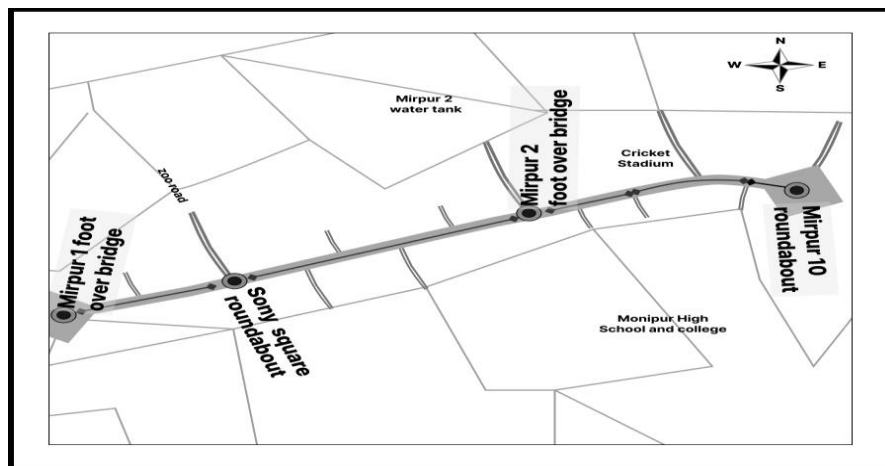 N
W E
S
Mirpur 2
water tank
Mirpur 2
foot over bridge
Cricket
Stadium
zoo road
Mirpur 1 foot
over bridge
Sony square
roundabout
Mirpur 10
roundabout
Monipur High
School and college